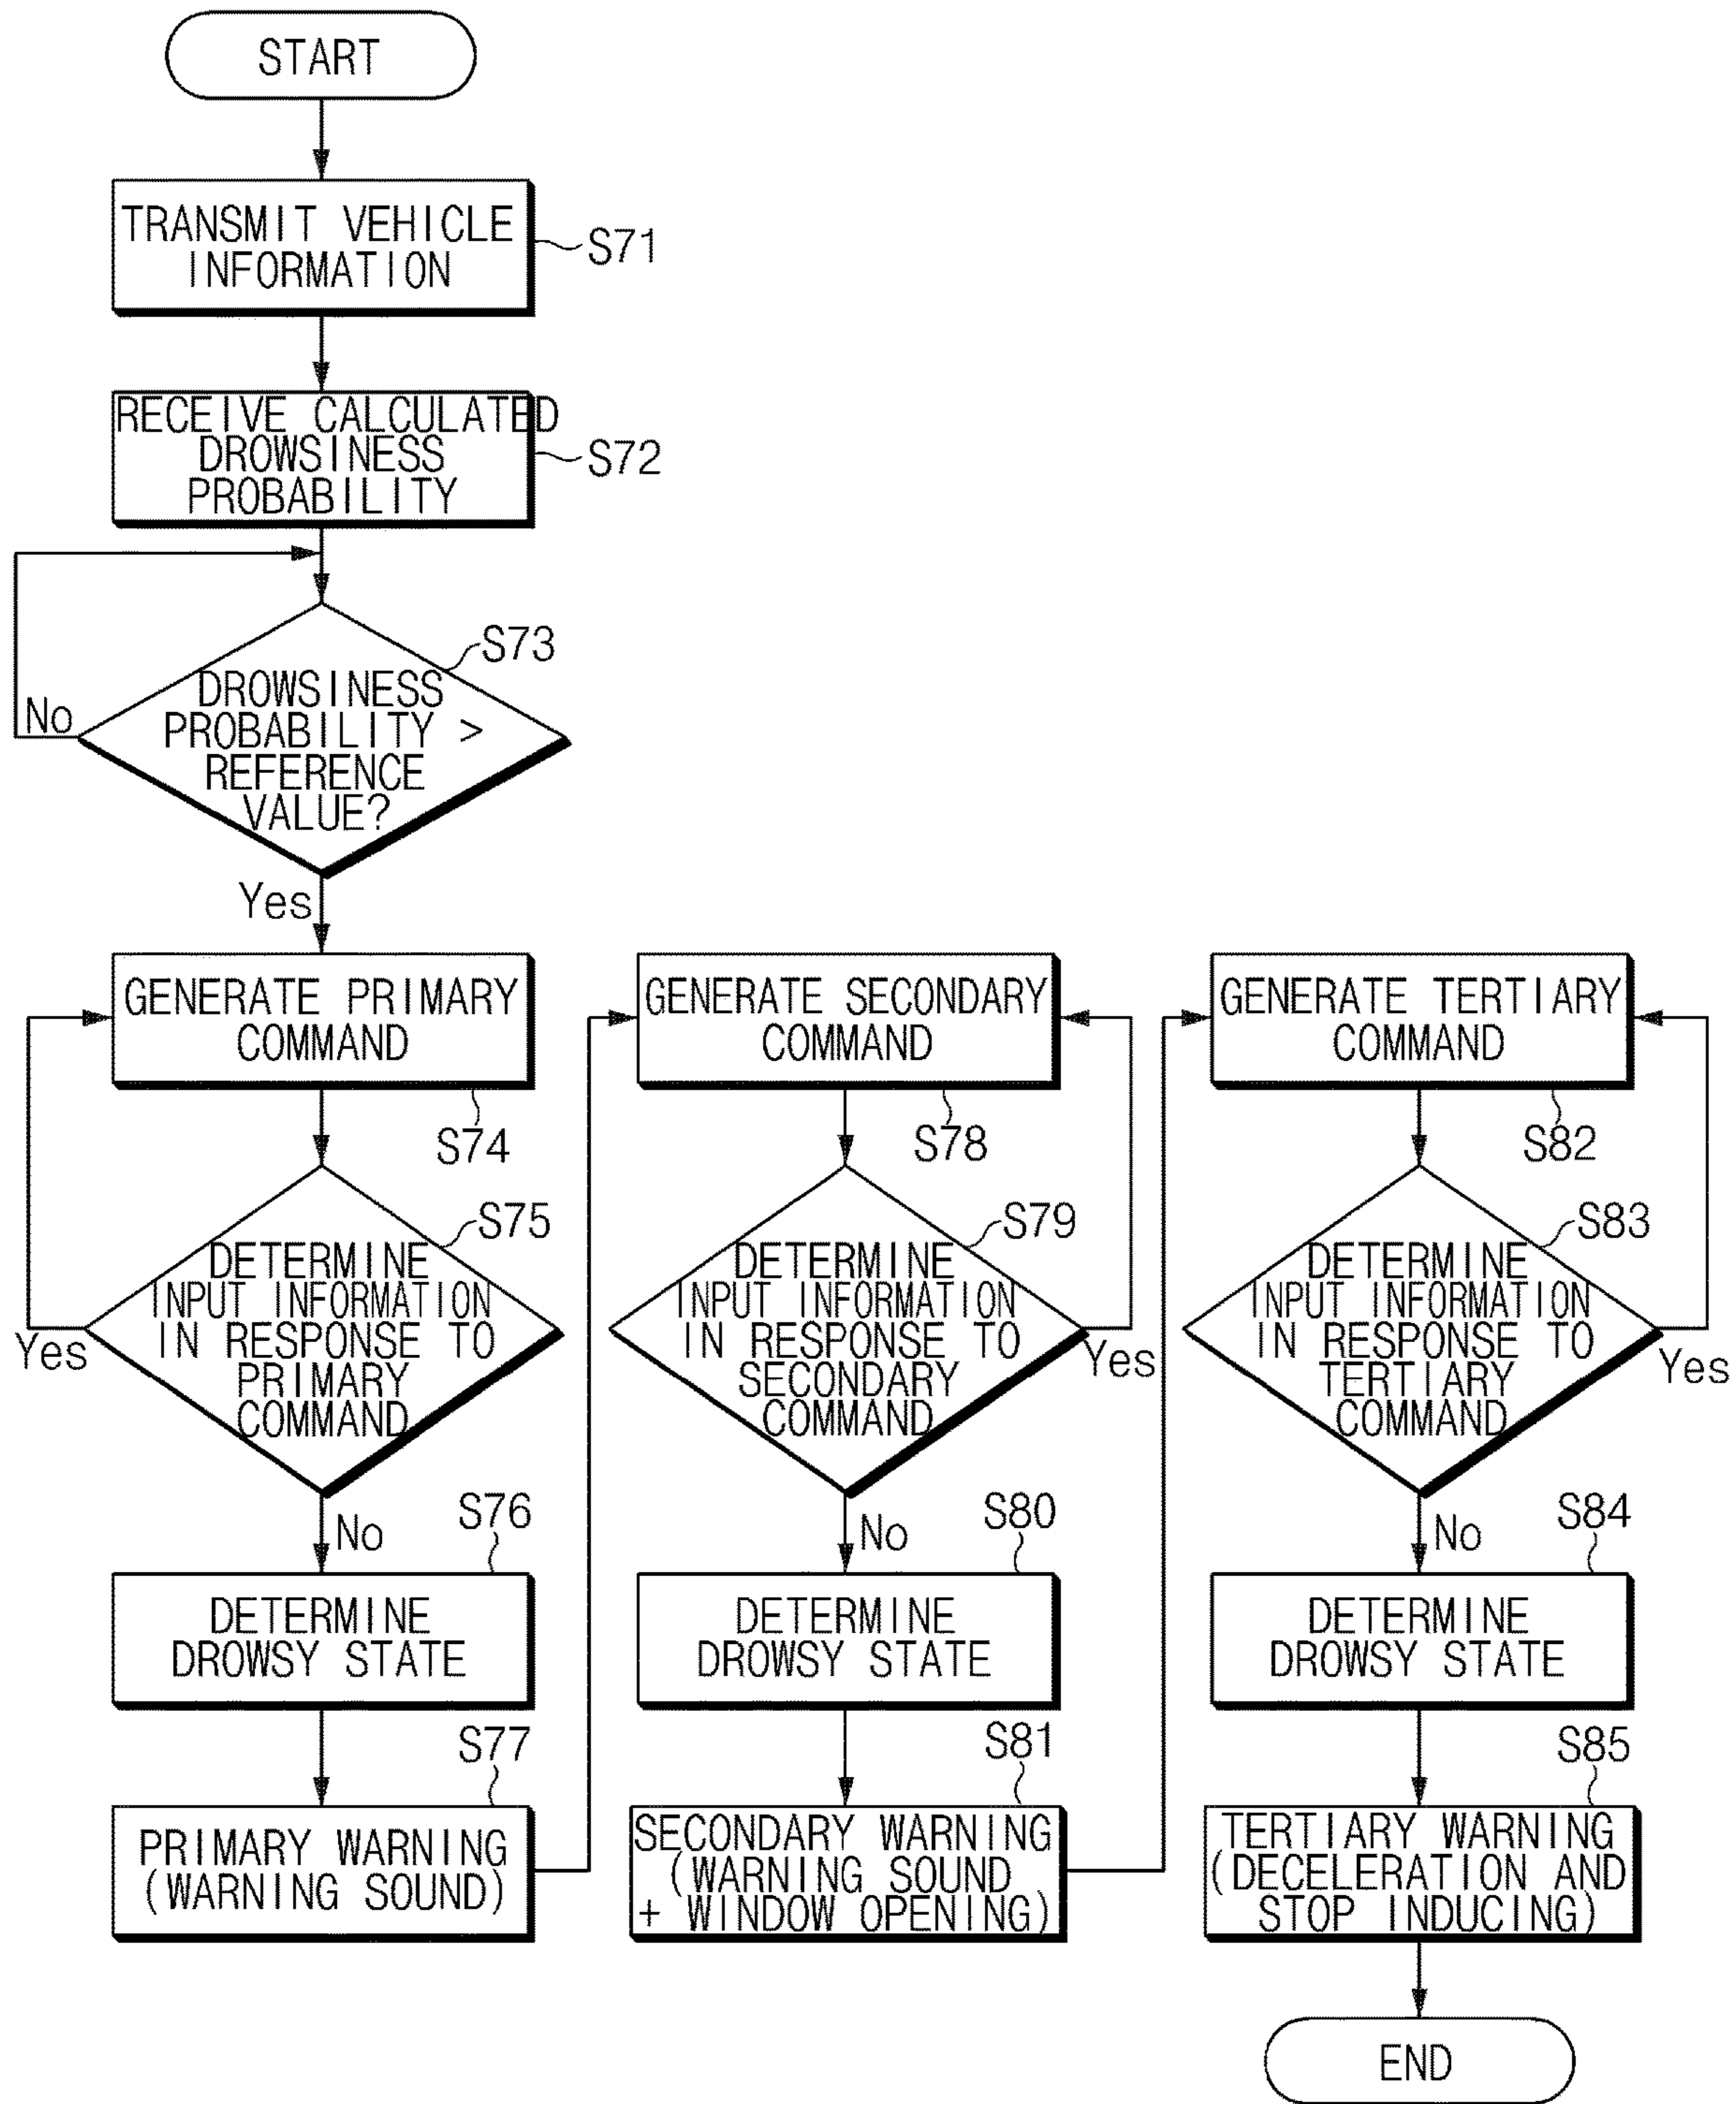 START
TRANSMIT VEHICLE
INFORMATION
S71
RECEIVE CALCULATED
DROWSINESS
PROBABILITY
S72
S73
DROWSINESS
PROBABILITY >
REFERENCE
VALUE?
No
Yes
GENERATE PRIMARY
COMMAND
S74
S75
DETERMINE
INPUT INFORMATION
IN RESPONSE TO
PRIMARY
COMMAND
Yes
No
S76
DETERMINE
DROWSY STATE
S77
PRIMARY WARNING
(WARNING SOUND)
GENERATE SECONDARY
COMMAND
S78
S79
DETERMINE
INPUT INFORMATION
IN RESPONSE TO
SECONDARY
COMMAND
Yes
No
S80
DETERMINE
DROWSY STATE
S81
SECONDARY WARNING
(WARNING SOUND
+ WINDOW OPENING)
GENERATE TERTIARY
COMMAND
S82
S83
DETERMINE
INPUT INFORMATION
IN RESPONSE TO
TERTIARY
COMMAND
Yes
No
S84
DETERMINE
DROWSY STATE
S85
TERTIARY WARNING
(DECELERATION AND
STOP INDUCING)
END